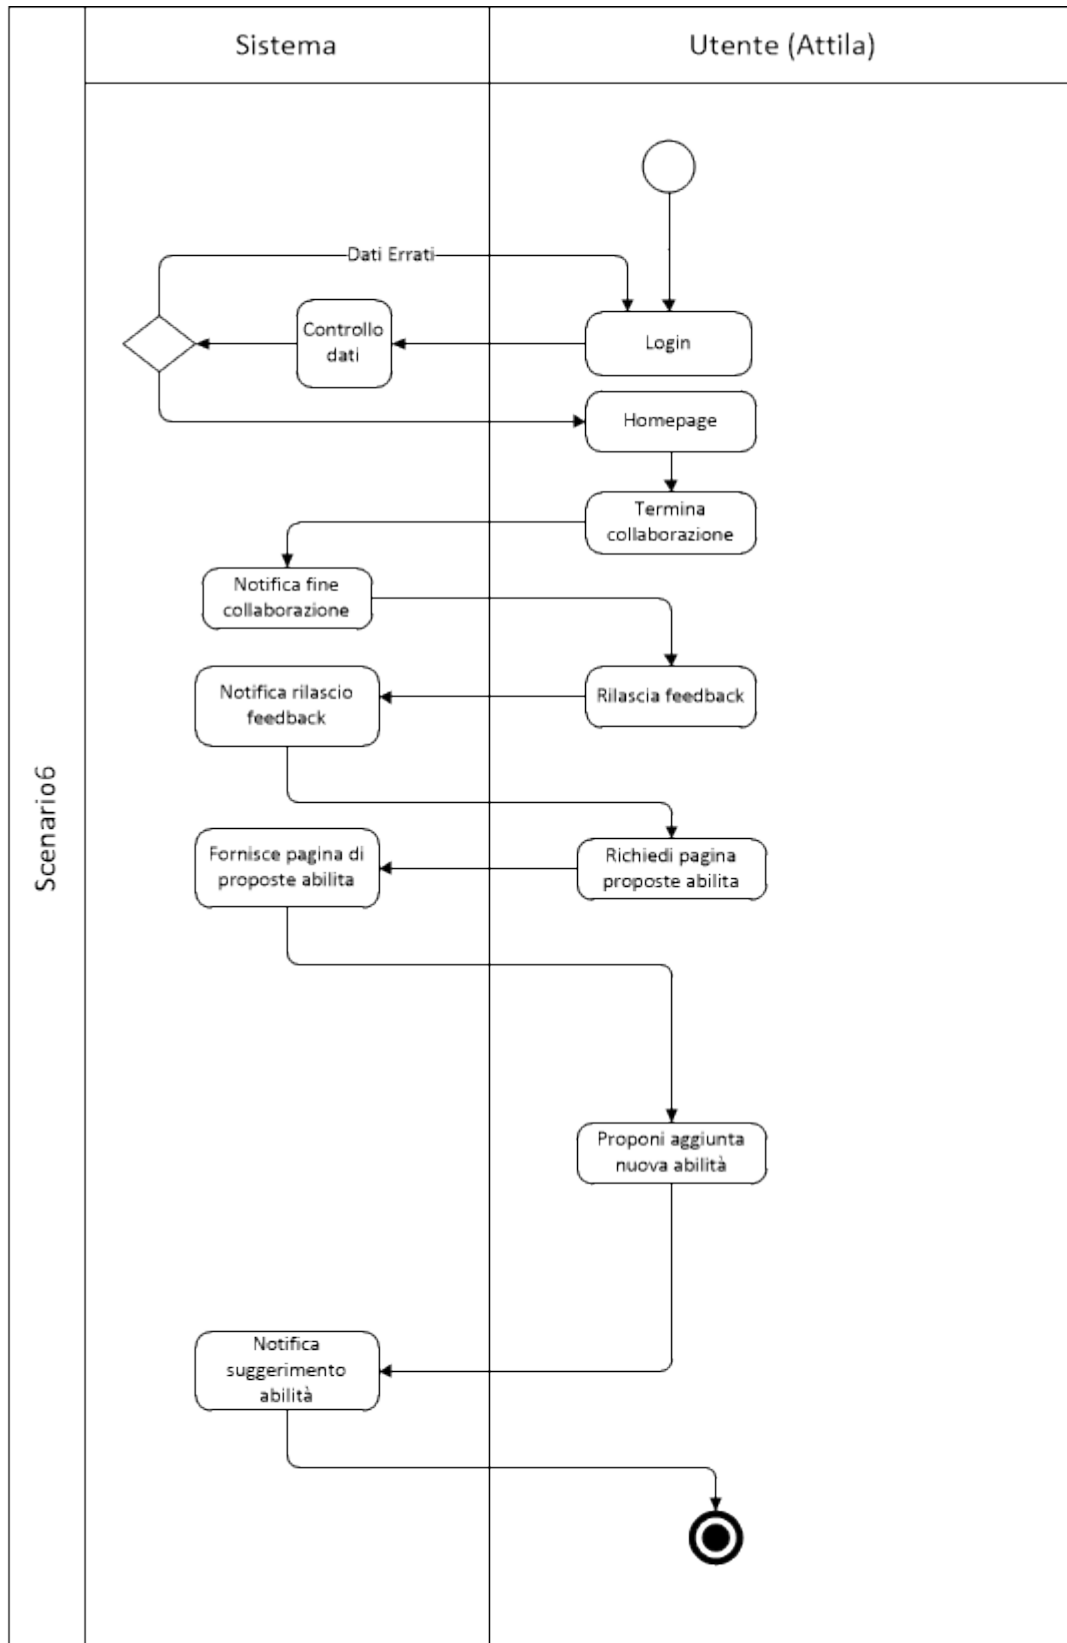 Sistema
Utente (Attila)
Scenario6
Dati Errati
Controllo
dati
Login
Homepage
Termina
collaborazione
Notifica fine
collaborazione
Notifica rilascio
feedback
Rilascia feedback
Fornisce pagina di
proposte abilita
Richiedi pagina
proposte abilita
Proponi aggiunta
nuova abilità
Notifica
suggerimento
abilità